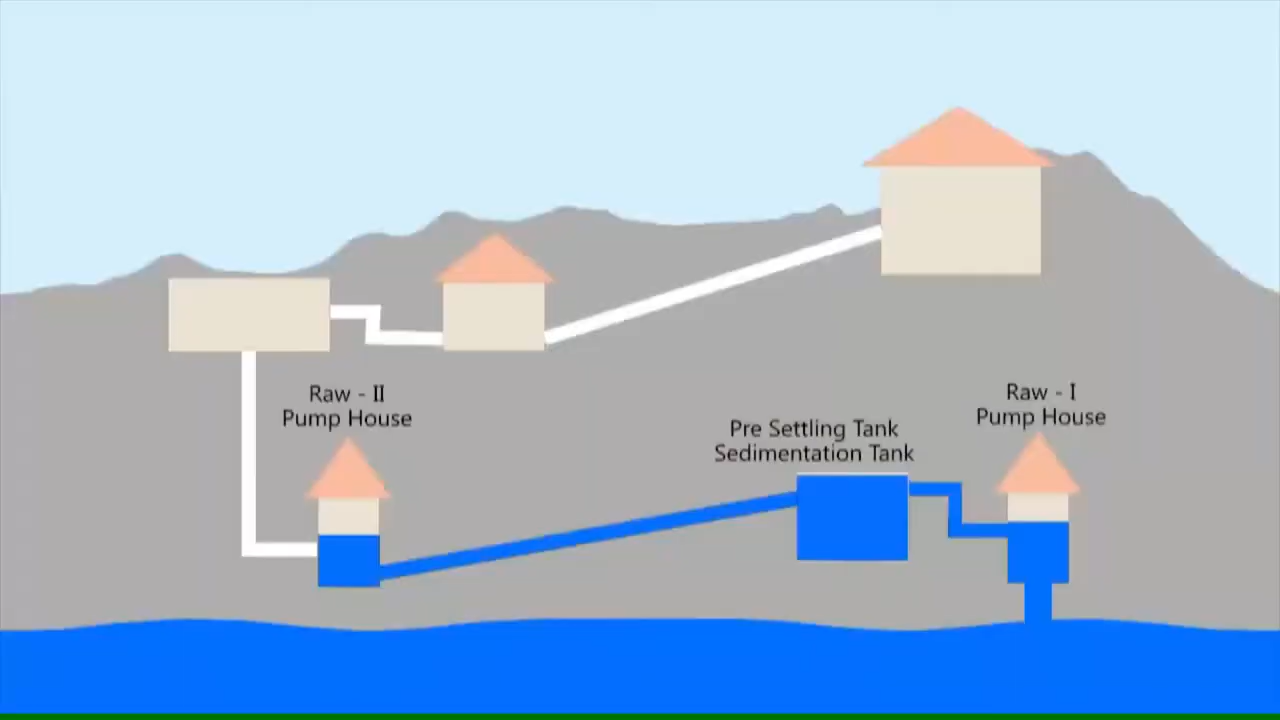 Raw - II
Pump House
Pre Settling Tank
Sedimentation Tank
Raw - I
Pump House